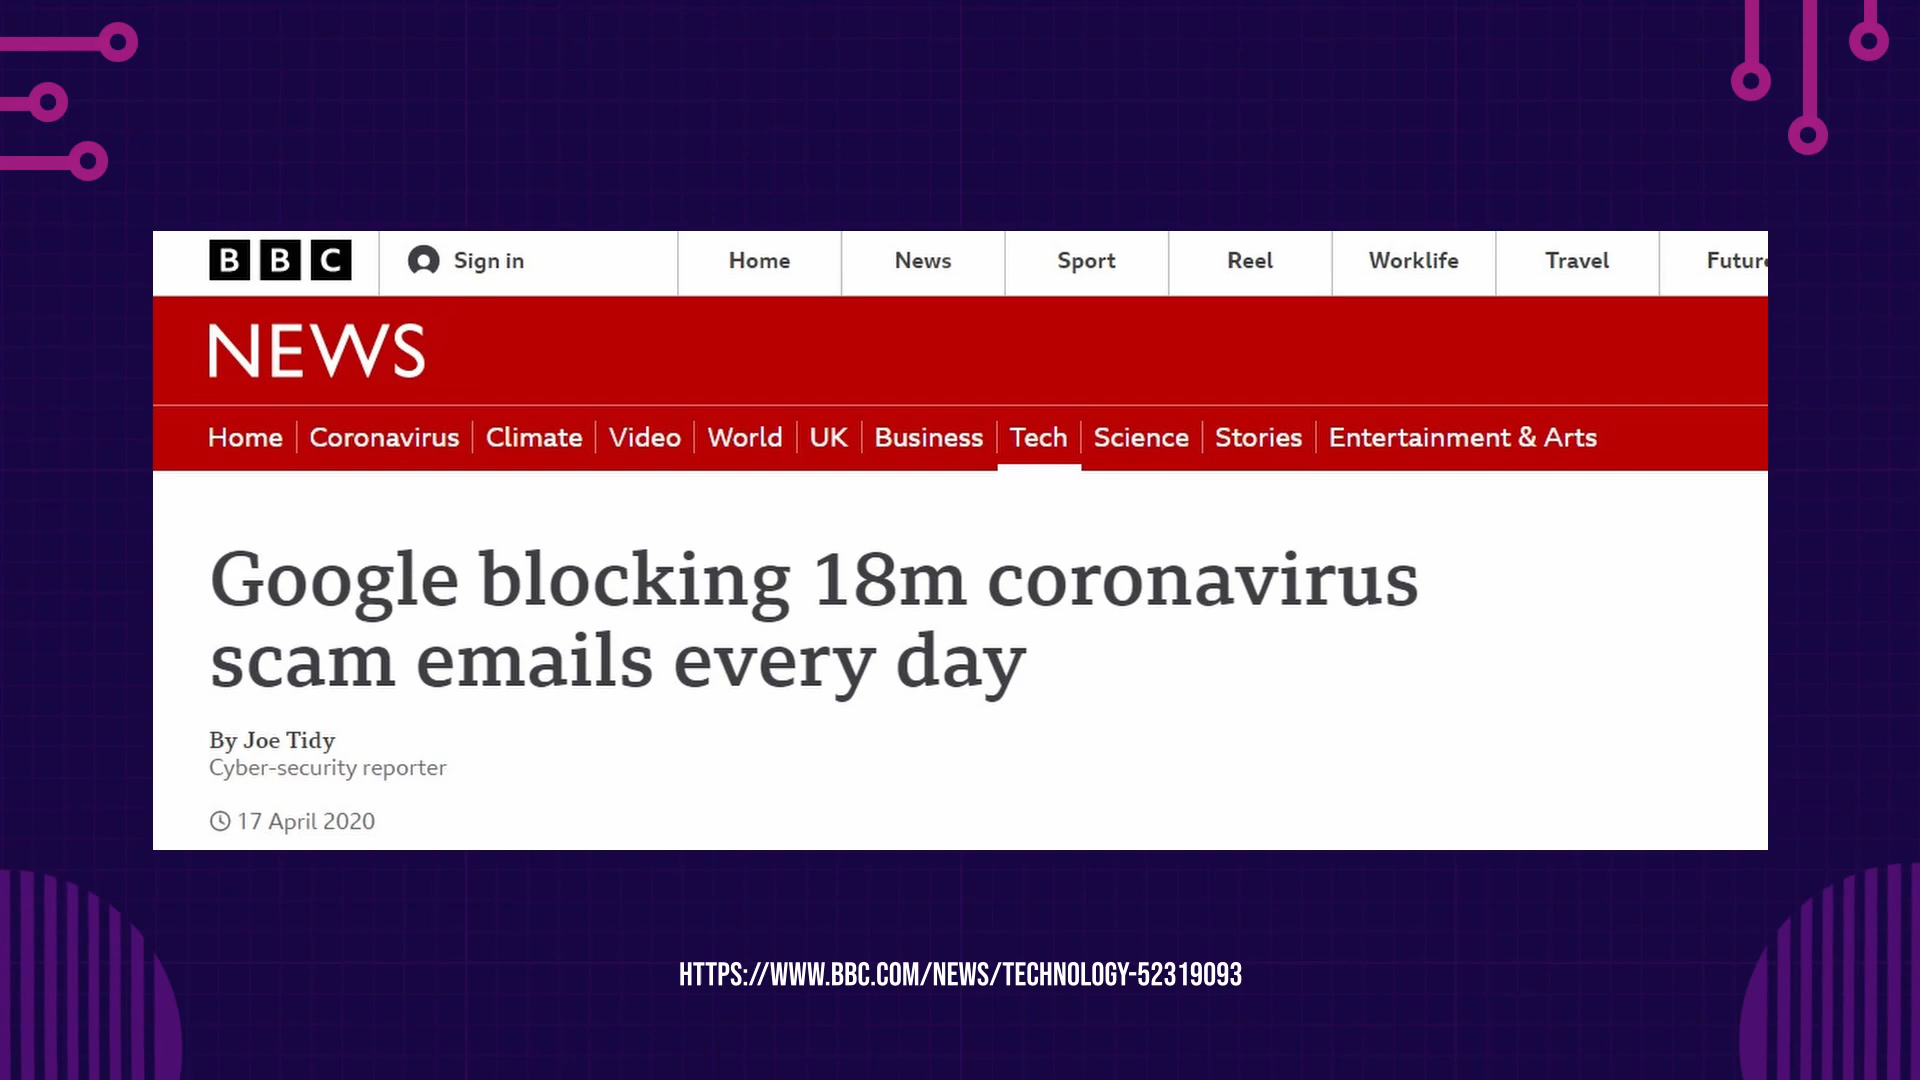 BBC Sign in Home News Sport Reel Worklife Travel Future
NEWS
Home Coronavirus Climate Video World UK Business Tech Science Stories Entertainment & Arts
Google blocking 18m coronavirus
scam emails every day
By Joe Tidy
Cyber-security reporter
17 April 2020
HTTPS://WWW.BBC.COM/NEWS/TECHNOLOGY-52319093